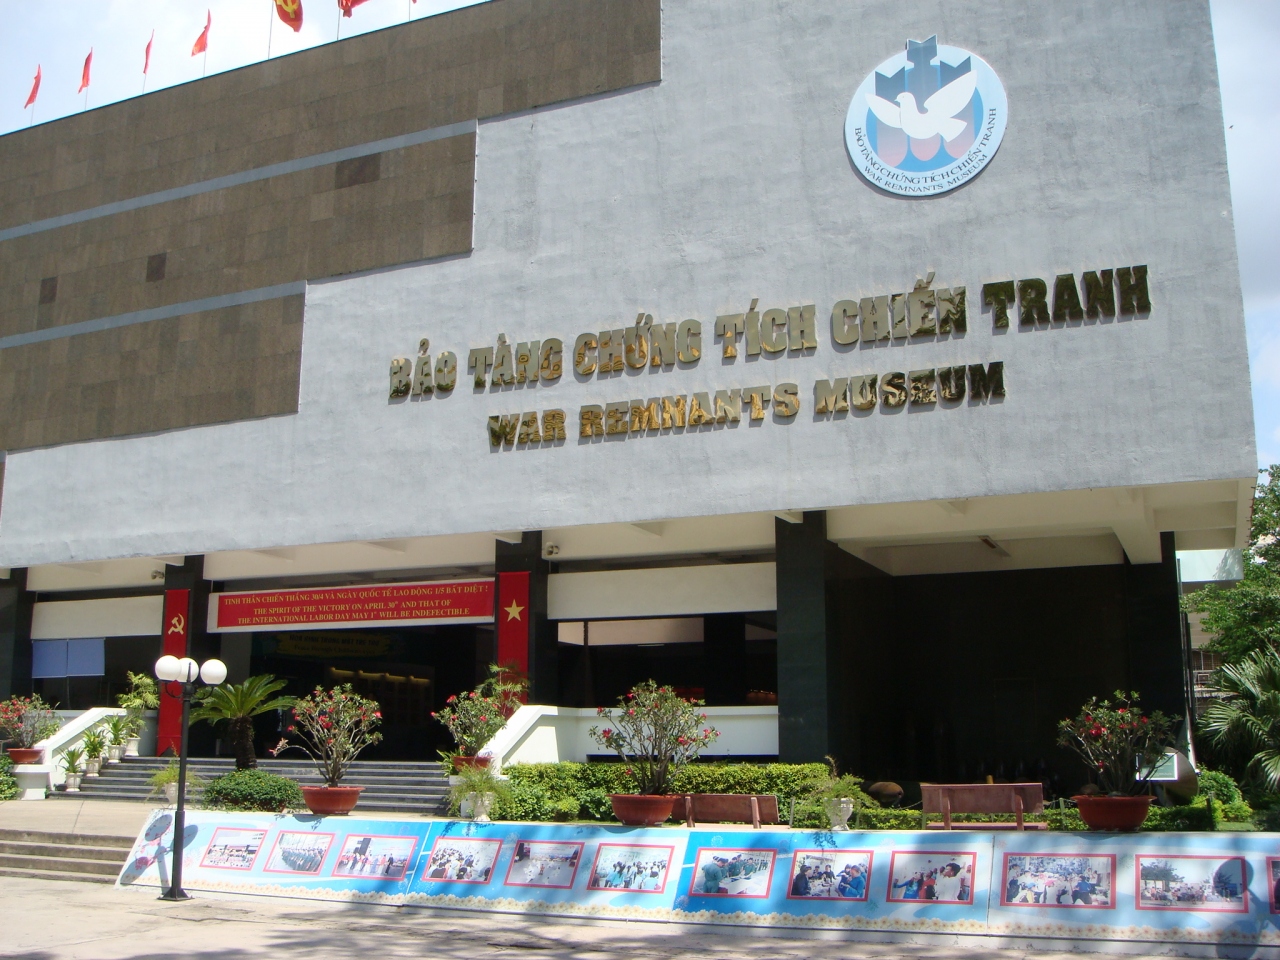 BẢO TÀNG CHỨNG TÍCH CHIẾN TRANH
WAR REMNANTS MUSEUM
BẢO TÀNG CHỨNG TÍCH CHIẾN TRANH
WAR REMNANTS MUSEUM
TINH THẦN CHIẾN THẮNG 30/4 VÀ NGÀY QUỐC TẾ LAO ĐỘNG 1/5 BẤT DIỆT !
THE SPIRIT OF THE VICTORY ON APRIL 30th AND THAT OF
THE INTERNATIONAL LABOR DAY MAY 1st WILL BE INDEFECTIBLE